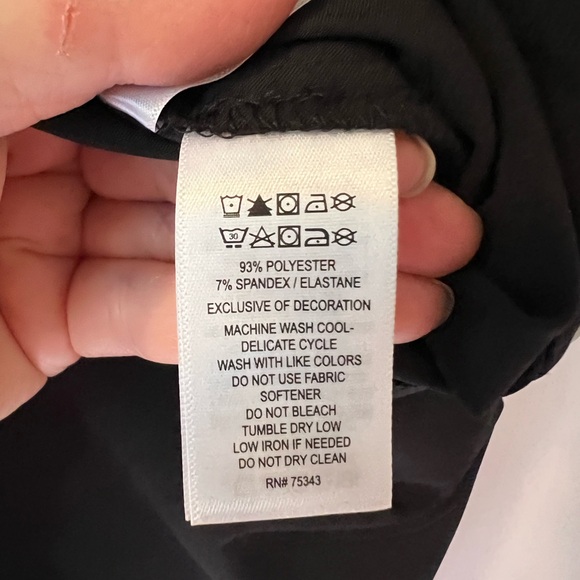 30
93% POLYESTER
7% SPANDEX / ELASTANE
EXCLUSIVE OF DECORATION
MACHINE WASH COOL-
DELICATE CYCLE
WASH WITH LIKE COLORS
DO NOT USE FABRIC
SOFTENER
DO NOT BLEACH
TUMBLE DRY LOW
LOW IRON IF NEEDED
DO NOT DRY CLEAN
RN# 75343